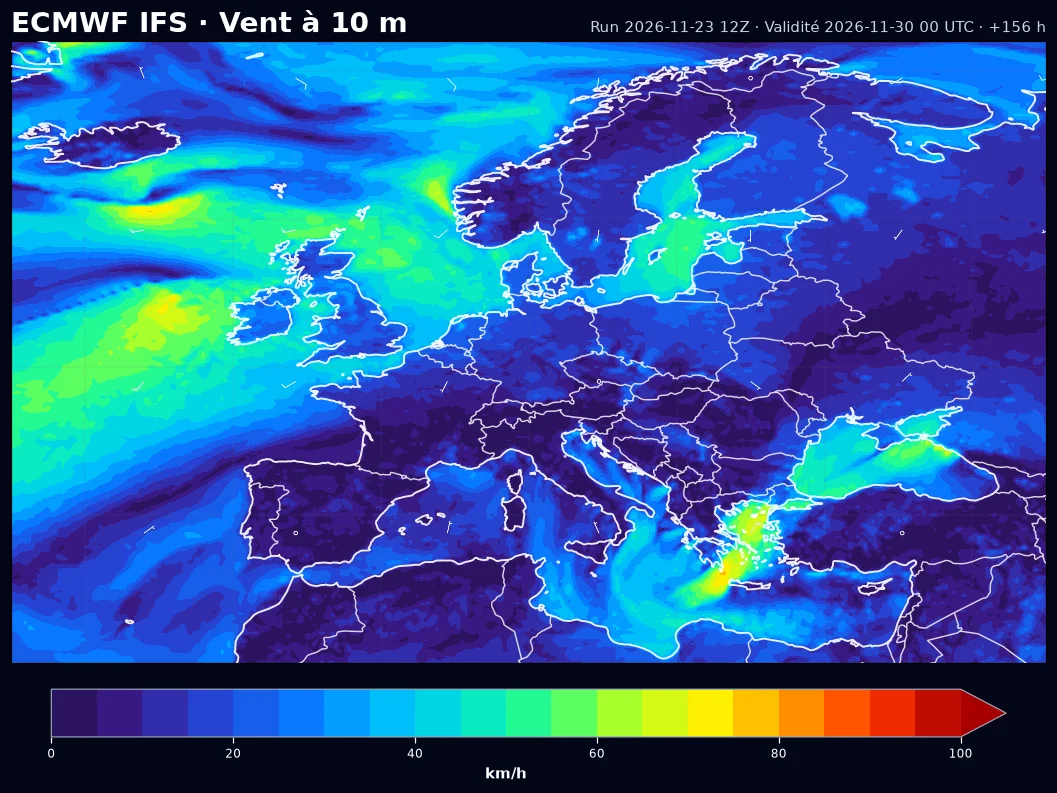 ECMWF IFS · Vent à 10 m
Run 2026-11-23 12Z · Validité 2026-11-30 00 UTC · +156 h
0 20 40 60 80 100
km/h